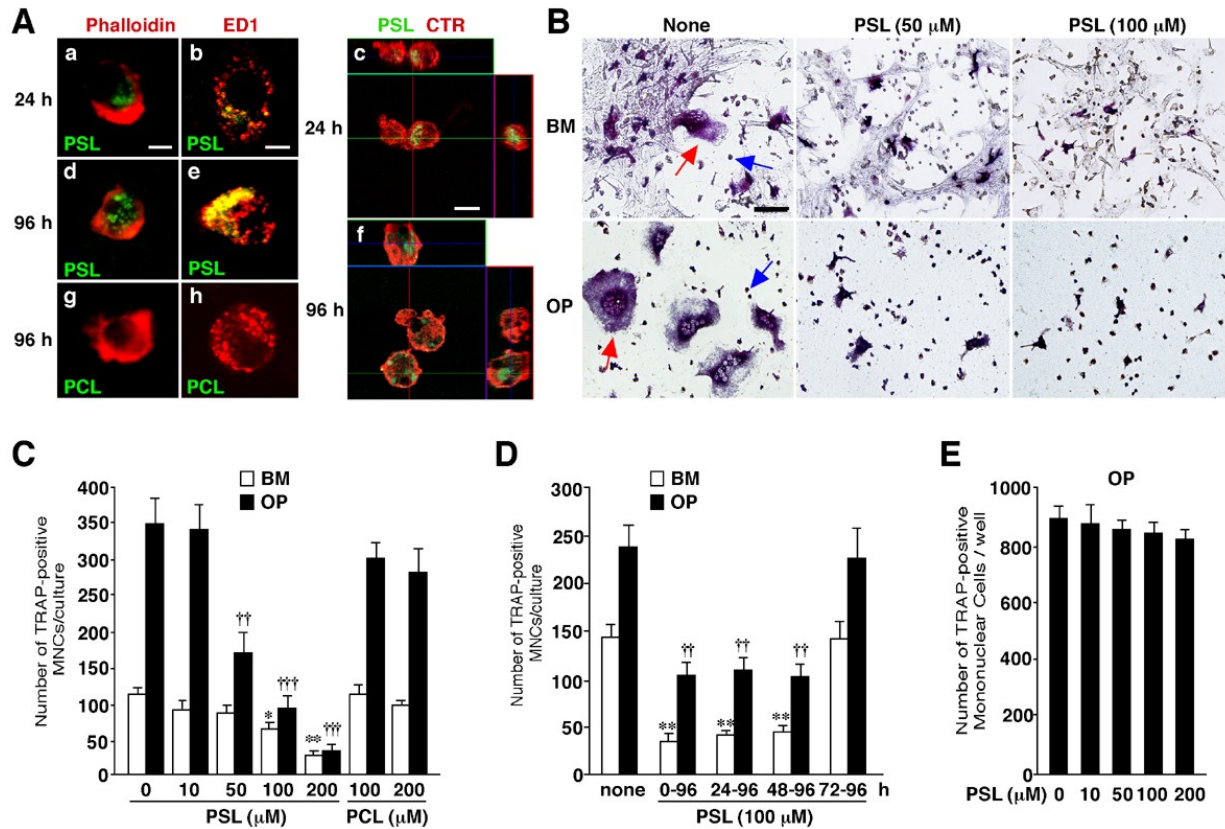 A
Phalloidin ED1
PSL CTR
24 h
a
PSL
b
c
24 h
96 h
d
PSL
e
PSL
f
96 h
96 h
g
PCL
h
PCL
B
None PSL (50 μM) PSL (100 μM)
BM
OP
C
BM
OP
Number of TRAP-positive
MNCs/culture
400
350
300
250
200
150
100
50
0
††
*
†††
**
†††
0 10 50 100 200 100 200
PSL (μM) PCL (μM)
D
BM
OP
Number of TRAP-positive
MNCs/culture
300
250
200
150
100
50
0
**
††
**
††
**
††
none 0-96 24-96 48-96 72-96 h
PSL (100 μM)
E
OP
Number of TRAP-positive
Mononuclear Cells / well
1000
800
600
400
200
0
PSL (μM) 0 10 50 100 200